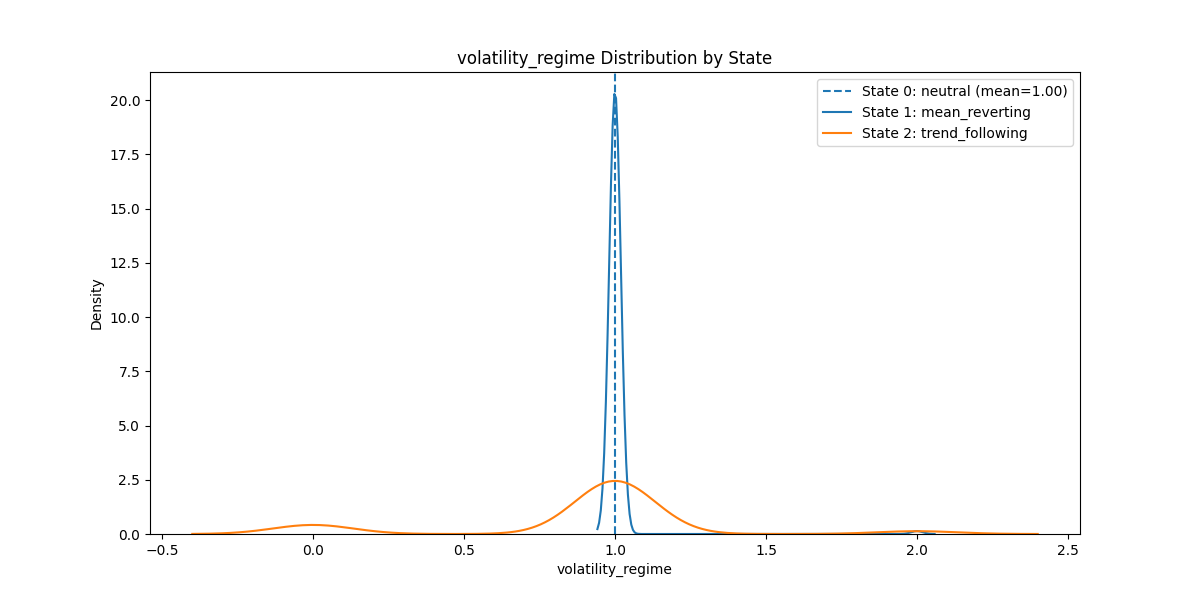 volatility_regime Distribution by State
State 0: neutral (mean=1.00)
State 1: mean_reverting
State 2: trend_following
20.0
17.5
15.0
12.5
10.0
7.5
5.0
2.5
0.0
Density
−0.5 0.0 0.5 1.0 1.5 2.0 2.5
volatility_regime